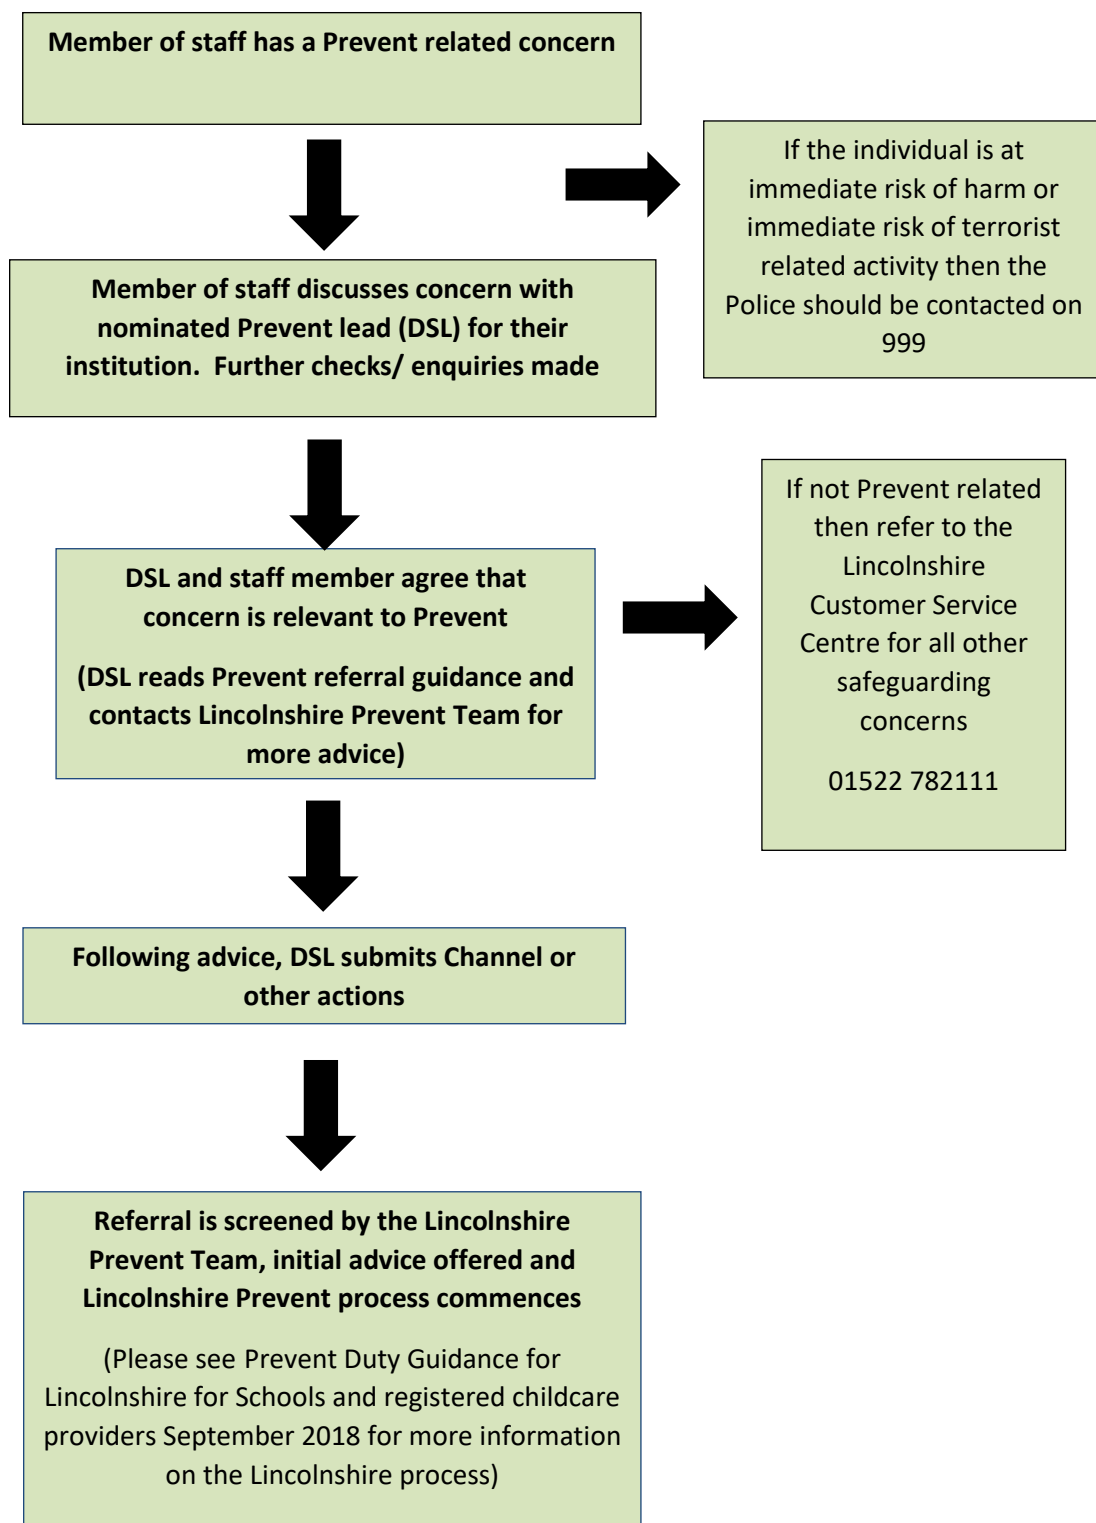 Member of staff has a Prevent related concern
If the individual is at
immediate risk of harm or
immediate risk of terrorist
related activity then the
Police should be contacted on
999
Member of staff discusses concern with
nominated Prevent lead (DSL) for their
institution.  Further checks/ enquiries made
DSL and staff member agree that
concern is relevant to Prevent
(DSL reads Prevent referral guidance and
contacts Lincolnshire Prevent Team for
more advice)
If not Prevent related
then refer to the
Lincolnshire
Customer Service
Centre for all other
safeguarding
concerns
01522 782111
Following advice, DSL submits Channel or
other actions
Referral is screened by the Lincolnshire
Prevent Team, initial advice offered and
Lincolnshire Prevent process commences
(Please see Prevent Duty Guidance for
Lincolnshire for Schools and registered childcare
providers September 2018 for more information
on the Lincolnshire process)